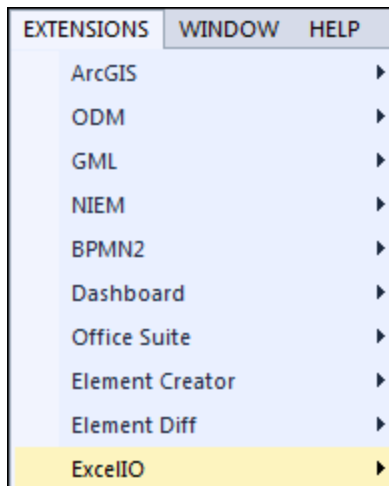 EXTENSIONS WINDOW HELP
ArcGIS
ODM
GML
NIEM
BPMN2
Dashboard
Office Suite
Element Creator
Element Diff
ExcelIO